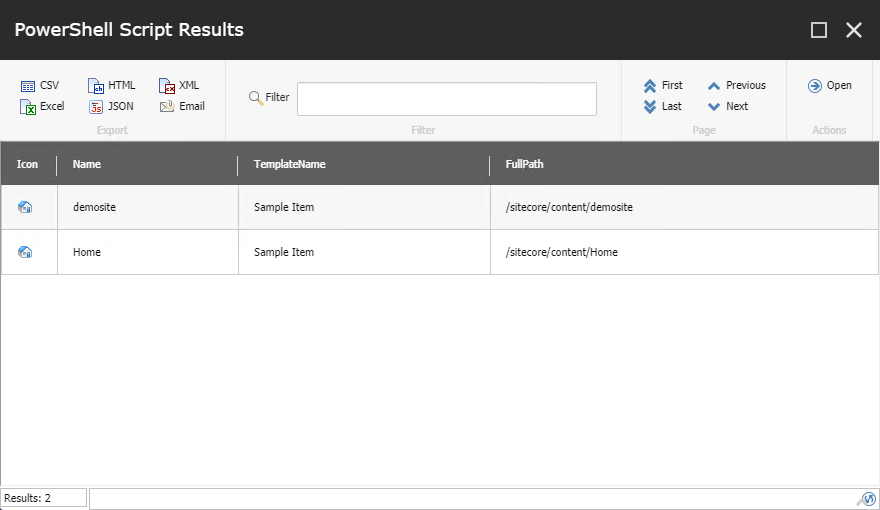 PowerShell Script Results
CSV HTML XML
Excel JSON Email
Export
Filter
Filter
First Previous
Last Next
Page
Open
Actions
Icon Name TemplateName FullPath
demosite Sample Item /sitecore/content/demosite
Home Sample Item /sitecore/content/Home
Results: 2